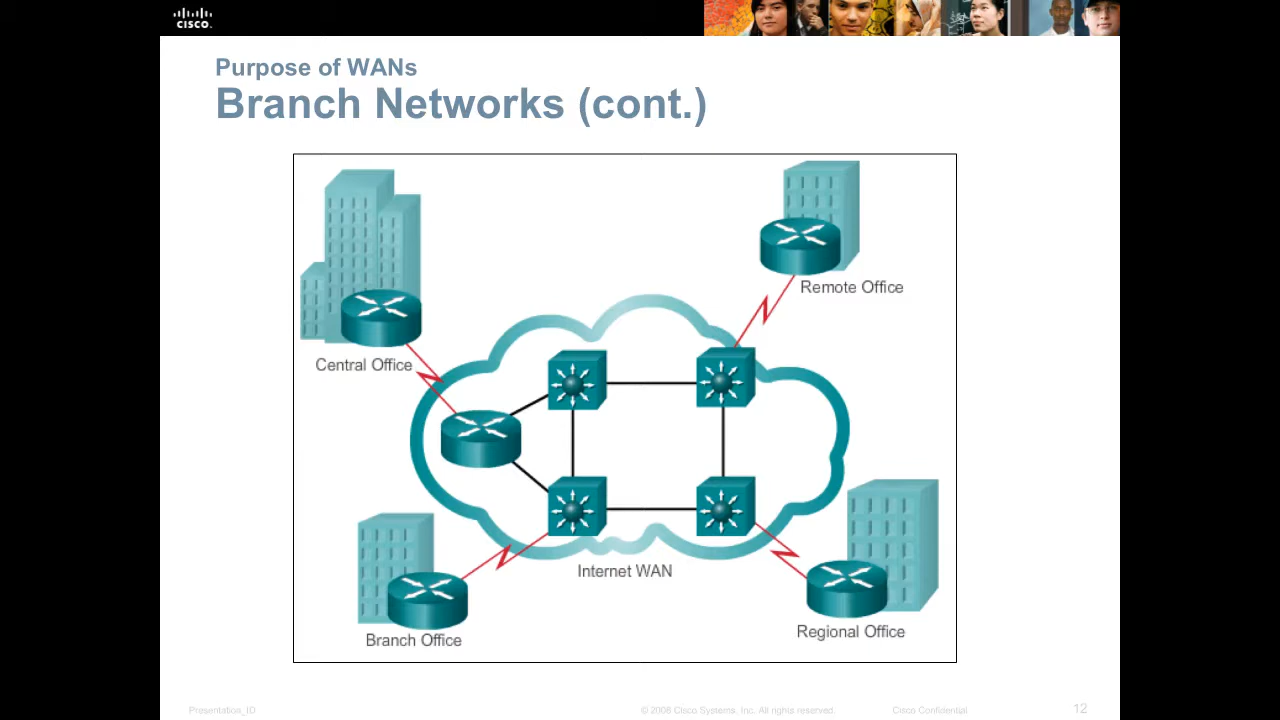 CISCO.
Purpose of WANs
Branch Networks (cont.)
Remote Office
Central Office
Internet WAN
Regional Office
Branch Office
Presentation_ID
© 2008 Cisco Systems, Inc. All rights reserved.
Cisco Confidential
12